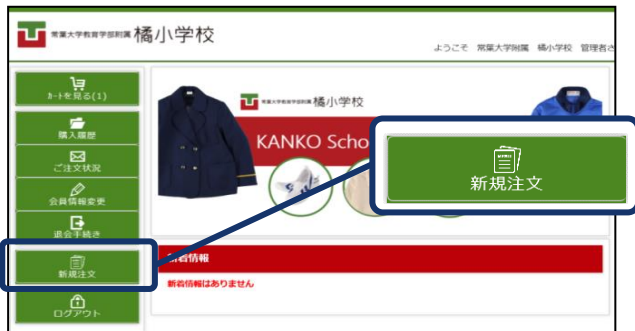 常葉大学教育学部附属 橘小学校
ようこそ 常葉大学附属 橘小学校 管理者さ
カートを見る(1)
購入履歴
ご注文状況
会員情報変更
退会手続き
新規注文
ログアウト
常葉大学教育学部附属 橘小学校
KANKO Scho
新規注文
新着情報
新着情報はありません